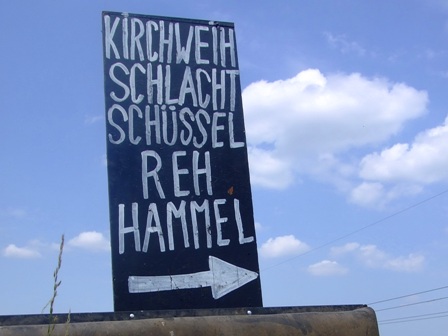 KIRCHWEIH
SCHLACHT
SCHÜSSEL
REH
HAMMEL